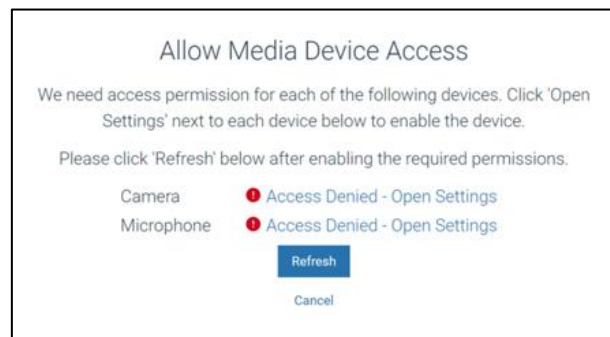 Allow Media Device Access
We need access permission for each of the following devices. Click 'Open
Settings' next to each device below to enable the device.
Please click 'Refresh' below after enabling the required permissions.
Camera ! Access Denied - Open Settings
Microphone ! Access Denied - Open Settings
Refresh
Cancel